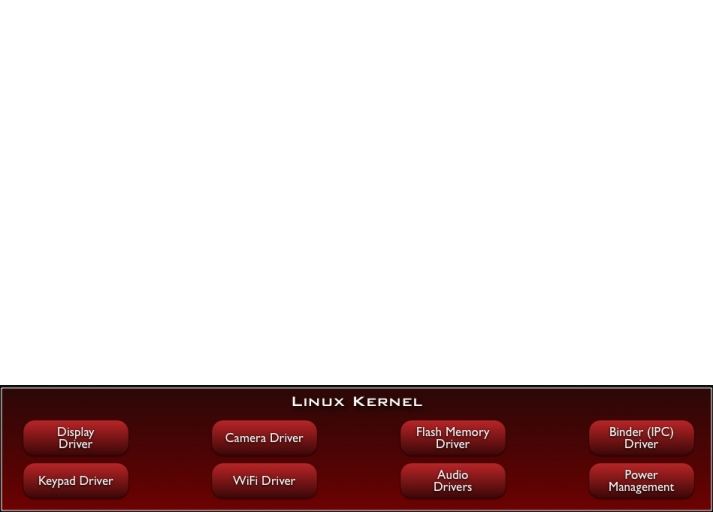 LINUX KERNEL
Display
Driver
Camera Driver
Flash Memory
Driver
Binder (IPC)
Driver
Keypad Driver
WiFi Driver
Audio
Drivers
Power
Management